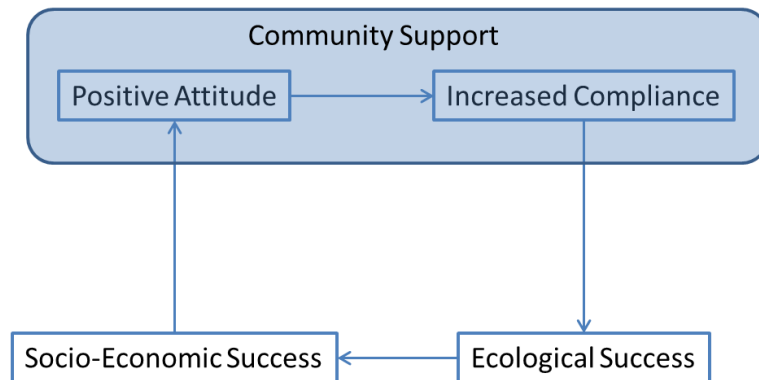 Community Support
Positive Attitude
Increased Compliance
Socio-Economic Success
Ecological Success